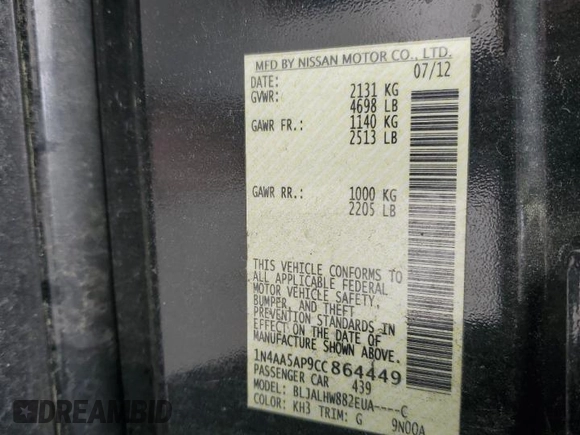 MFD BY NISSAN MOTOR CO., LTD.
DATE: 07/12
GVWR: 2131 KG
4698 LB
GAWR FR.: 1140 KG
2513 LB
GAWR RR.: 1000 KG
2205 LB
THIS VEHICLE CONFORMS TO
ALL APPLICABLE FEDERAL
MOTOR VEHICLE SAFETY,
BUMPER, AND THEFT
PREVENTION STANDARDS IN
EFFECT ON THE DATE OF
MANUFACTURE SHOWN ABOVE.
1N4AA5AP9CC864449
PASSENGER CAR 439
MODEL: BLJALHW882EUA----C
COLOR: KH3 TRIM: G 9N00A
DREAMBID